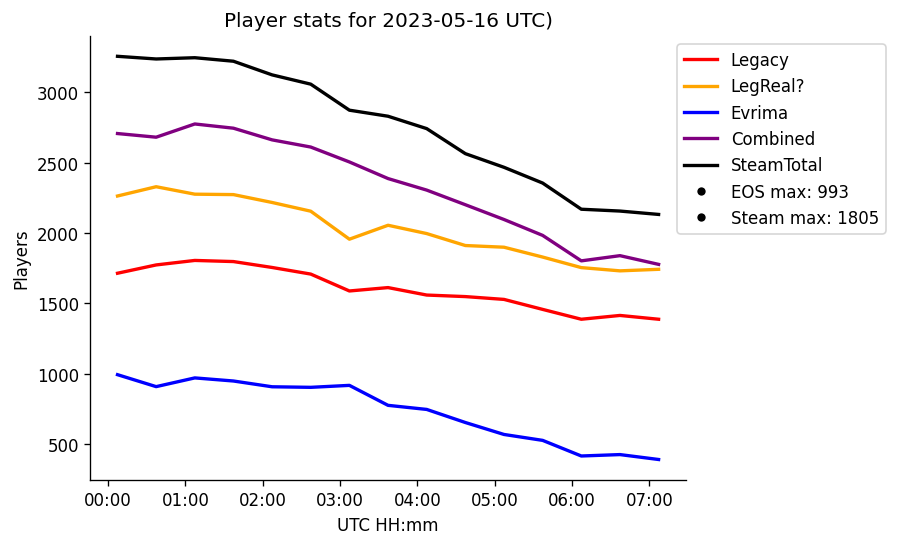 Player stats for 2023-05-16 UTC)
Players
3000
2500
2000
1500
1000
500
00:00 01:00 02:00 03:00 04:00 05:00 06:00 07:00
UTC HH:mm
Legacy
LegReal?
Evrima
Combined
SteamTotal
EOS max: 993
Steam max: 1805